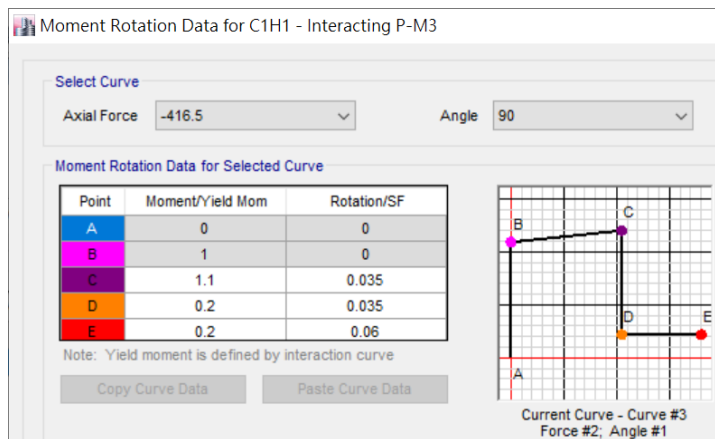 Moment Rotation Data for C1H1 - Interacting P-M3
Select Curve
Axial Force -416.5 Angle 90
Moment Rotation Data for Selected Curve
Point Moment/Yield Mom Rotation/SF
A 0 0
B 1 0
C 1.1 0.035
D 0.2 0.035
E 0.2 0.06
Note: Yield moment is defined by interaction curve
Copy Curve Data Paste Curve Data
B
C
D
E
A
Current Curve - Curve #3
Force #2; Angle #1